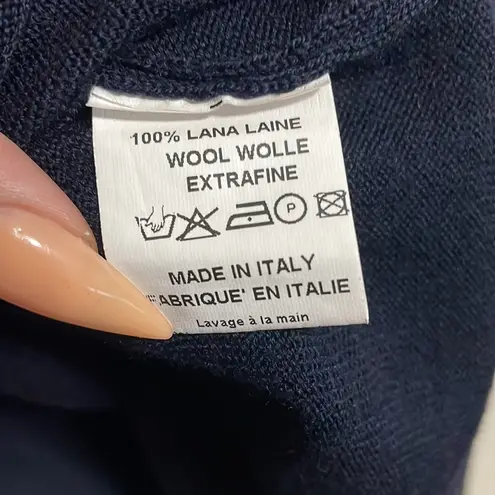 100% LANA LAINE
WOOL WOLLE
EXTRAFINE
P
MADE IN ITALY
FABRIQUE' EN ITALIE
Lavage à la main